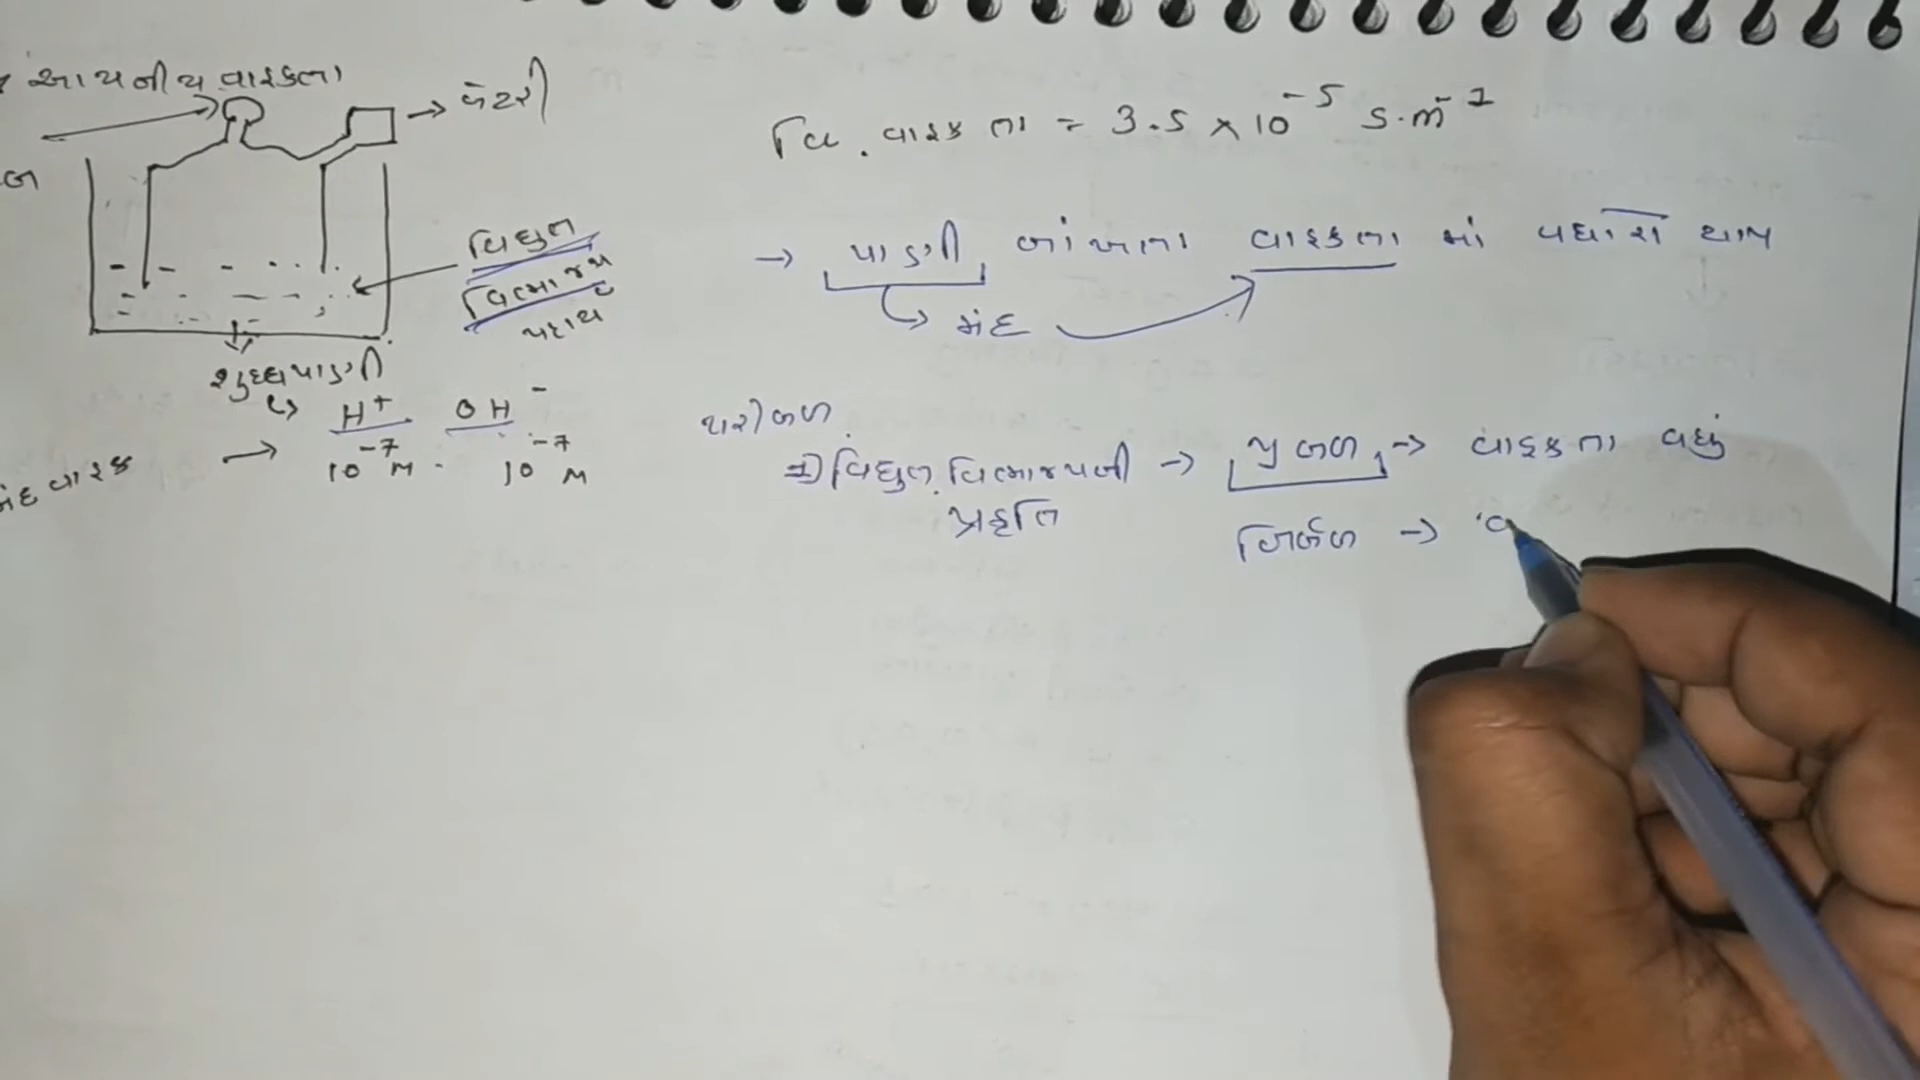 આયનીય વાહકતા
બેટરી
વિદ્યુત
વિભાજ્ય
પદાર્થ
શુદ્ધ પાણી
H⁺ OH⁻
10⁻⁷ M . 10⁻⁷ M
મંદ વાહક →
વિ. વાહકતા = 3.5 × 10⁻⁵ S.m⁻¹
→ પાણી નાંખતા વાહકતા માં વધારો થાય
મંદ
પરીબળ
1) વિદ્યુત વિભાજ્યની → પ્રબળ → વાહકતા વધું
પ્રકૃતિ
નિર્બળ → વ